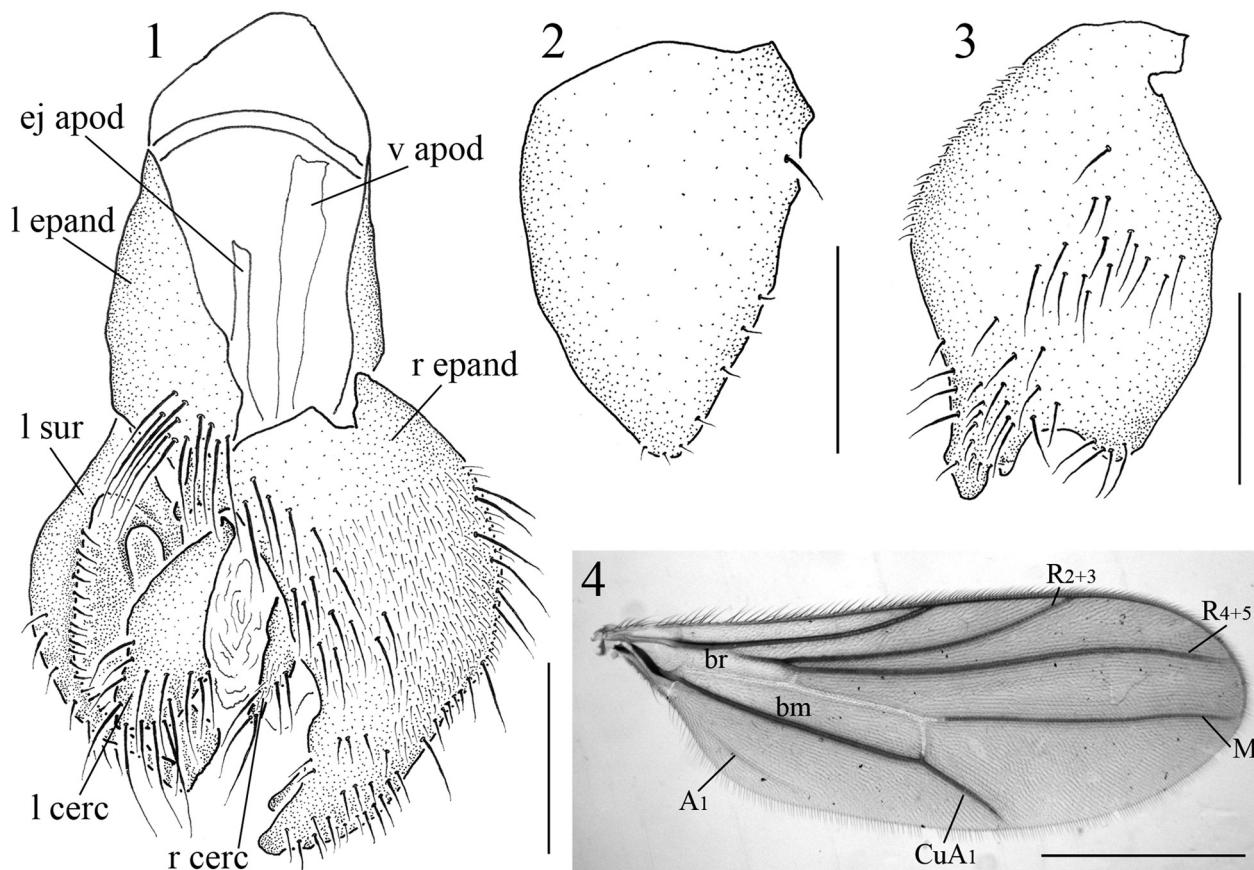 1
ej apod
v apod
l epand
r epand
l sur
l cerc
r cerc
2
3
4
R2+3
R4+5
br
bm
M
A1
CuA1